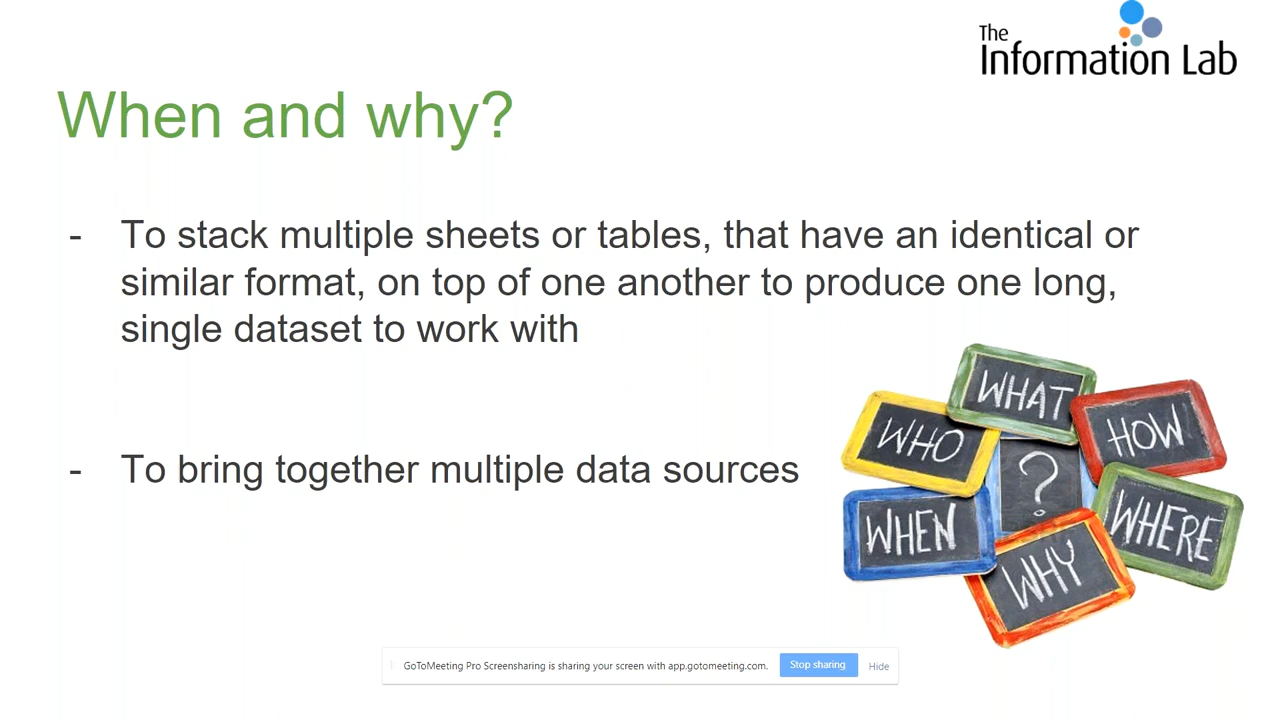 The
Information Lab
When and why?
- To stack multiple sheets or tables, that have an identical or
similar format, on top of one another to produce one long,
single dataset to work with
- To bring together multiple data sources
WHAT
WHO
HOW
?
WHEN
WHERE
WHY
GoToMeeting Pro Screensharing is sharing your screen with app.gotomeeting.com. Stop sharing Hide